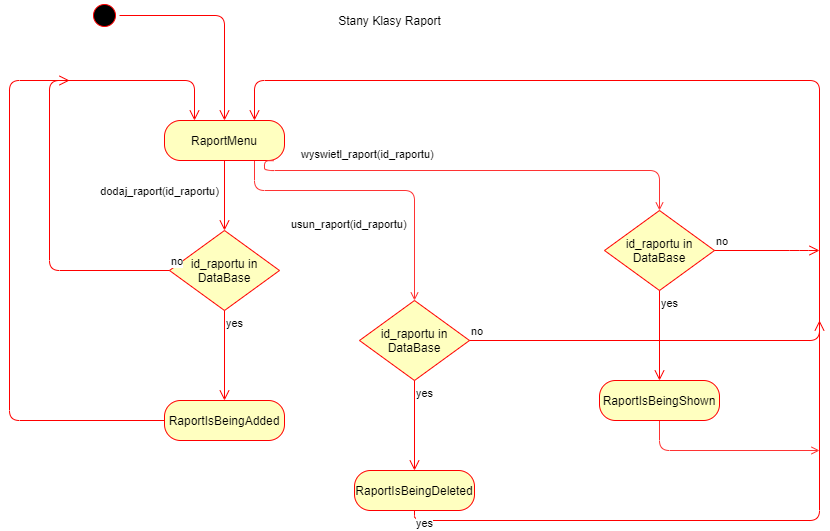 Stany Klasy Raport
RaportMenu
wyswietl_raport(id_raportu)
dodaj_raport(id_raportu)
usun_raport(id_raportu)
id_raportu in
DataBase
no
yes
id_raportu in
DataBase
no
yes
id_raportu in
DataBase
no
yes
RaportIsBeingShown
RaportIsBeingAdded
RaportIsBeingDeleted
yes